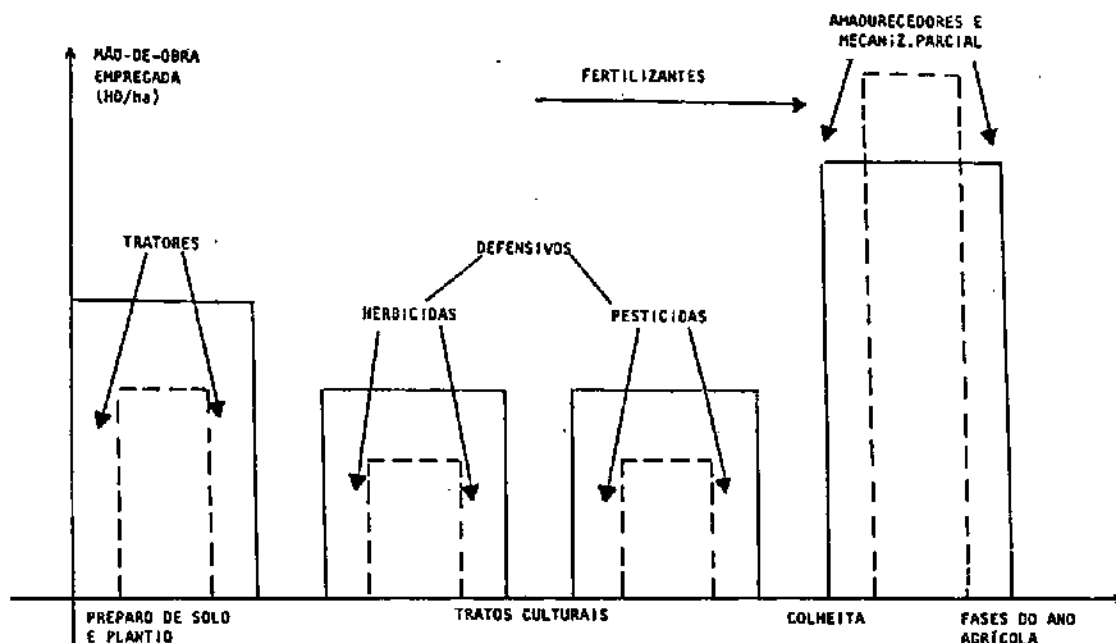 MÃO-DE-OBRA
EMPREGADA
(HD/ha)
AMADURECEDORES E
MECANIZ.PARCIAL
FERTILIZANTES
TRATORES
DEFENSIVOS
HERBICIDAS
PESTICIDAS
PREPARO DE SOLO
E PLANTIO
TRATOS CULTURAIS
COLHEITA
FASES DO ANO
AGRÍCOLA